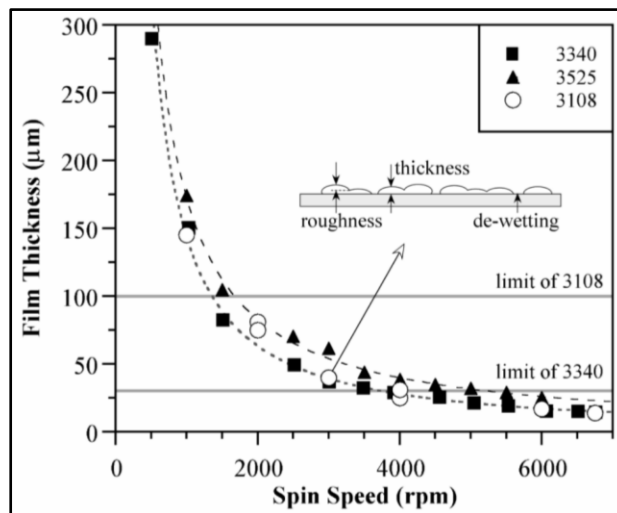 300
250
200
150
100
50
0
Film Thickness (μm)
3340
3525
3108
thickness
roughness
de-wetting
limit of 3108
limit of 3340
0
2000
4000
6000
Spin Speed (rpm)